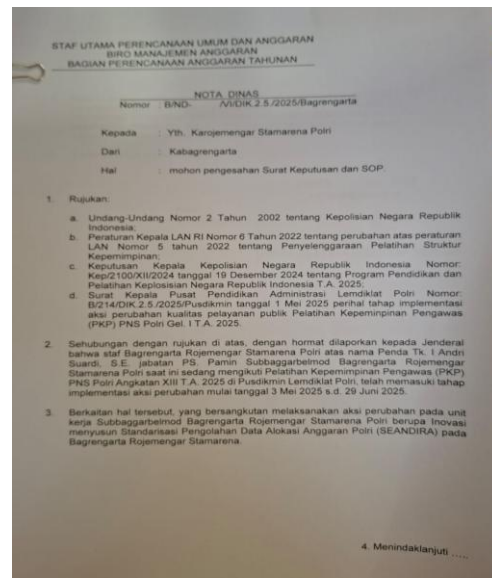 STAF UTAMA PERENCANAAN UMUM DAN ANGGARAN
BIRO MANAJEMEN ANGGARAN
BAGIAN PERENCANAAN ANGGARAN TAHUNAN
NOTA DINAS
Nomor : B/ND- /VI/DIK.2.5./2025/Bagrengarta
Kepada : Yth. Karojemengar Stamarena Polri
Dari : Kabagrengarta
Hal : mohon pengesahan Surat Keputusan dan SOP.
1. Rujukan:
a. Undang-Undang Nomor 2 Tahun 2002 tentang Kepolisian Negara Republik
Indonesia;
b. Peraturan Kepala LAN RI Nomor 6 Tahun 2022 tentang perubahan atas peraturan
LAN Nomor 5 tahun 2022 tentang Penyelenggaraan Pelatihan Struktur
Kepemimpinan;
c. Keputusan Kepala Kepolisian Negara Republik Indonesia Nomor:
Kep/2100/XII/2024 tanggal 19 Desember 2024 tentang Program Pendidikan dan
Pelatihan Keplosisian Negara Republik Indonesia T.A. 2025;
d. Surat Kepala Pusat Pendidikan Administrasi Lemdiklat Polri Nomor:
B/214/DIK.2.5./2025/Pusdikmin tanggal 1 Mei 2025 perihal tahap implementasi
aksi perubahan kualitas pelayanan publik Pelatihan Kepeminpinan Pengawas
(PKP) PNS Polri Gel. I T.A. 2025.
2. Sehubungan dengan rujukan di atas, dengan hormat dilaporkan kepada Jenderal
bahwa staf Bagrengarta Rojemengar Stamarena Polri atas nama Penda Tk. I Andri
Suardi, S.E. jabatan PS. Pamin Subbaggarbelmod Bagrengarta Rojemengar
Stamarena Polri saat ini sedang mengikuti Pelatihan Kepemimpinan Pengawas (PKP)
PNS Polri Angkatan XIII T.A. 2025 di Pusdikmin Lemdiklat Polri, telah memasuki tahap
implementasi aksi perubahan mulai tanggal 3 Mei 2025 s.d. 29 Juni 2025.
3. Berkaitan hal tersebut, yang bersangkutan melaksanakan aksi perubahan pada unit
kerja Subbaggarbelmod Bagrengarta Rojemengar Stamarena Polri berupa Inovasi
menyusun Standarisasi Pengolahan Data Alokasi Anggaran Polri (SEANDIRA) pada
Bagrengarta Rojemengar Stamarena.
4. Menindaklanjuti .....